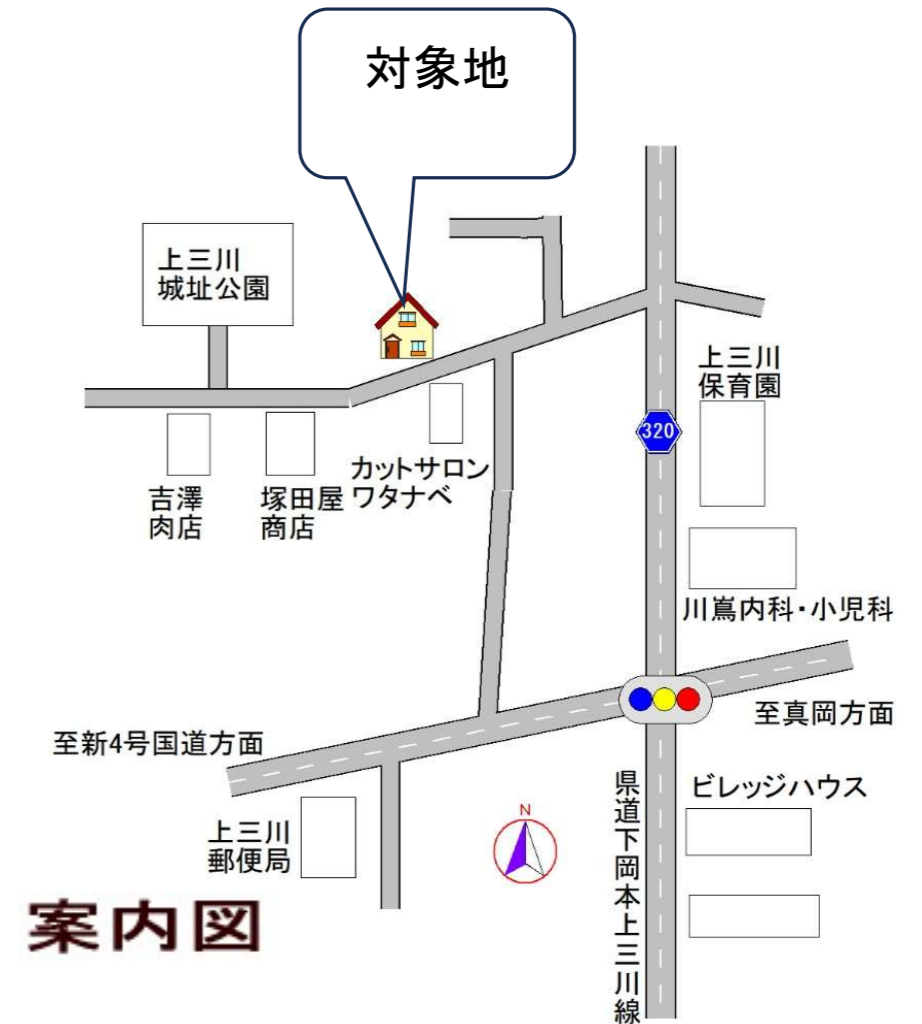 対象地
上三川
城址公園
320
上三川
保育園
カットサロン
ワタナベ
吉澤
肉店
塚田屋
商店
川嶌内科・小児科
至真岡方面
至新4号国道方面
県道下岡本上三川線
ビレッジハウス
上三川
郵便局
N
案内図